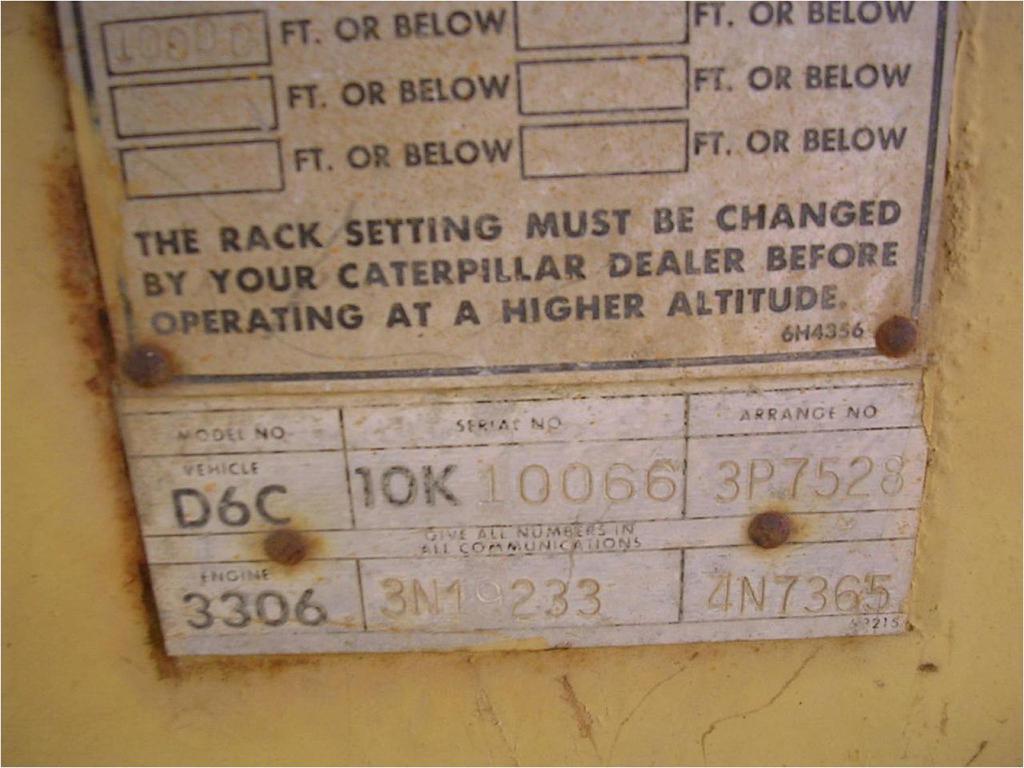 FT. OR BELOW FT. OR BELOW
FT. OR BELOW FT. OR BELOW
FT. OR BELOW FT. OR BELOW
THE RACK SETTING MUST BE CHANGED
BY YOUR CATERPILLAR DEALER BEFORE
OPERATING AT A HIGHER ALTITUDE.
6H4356
MODEL NO SERIAL NO ARRANGE NO
VEHICLE
D6C 10K 10066 3P7528
GIVE ALL NUMBERS IN
ALL COMMUNICATIONS
ENGINE
3306 3N19233 4N7365